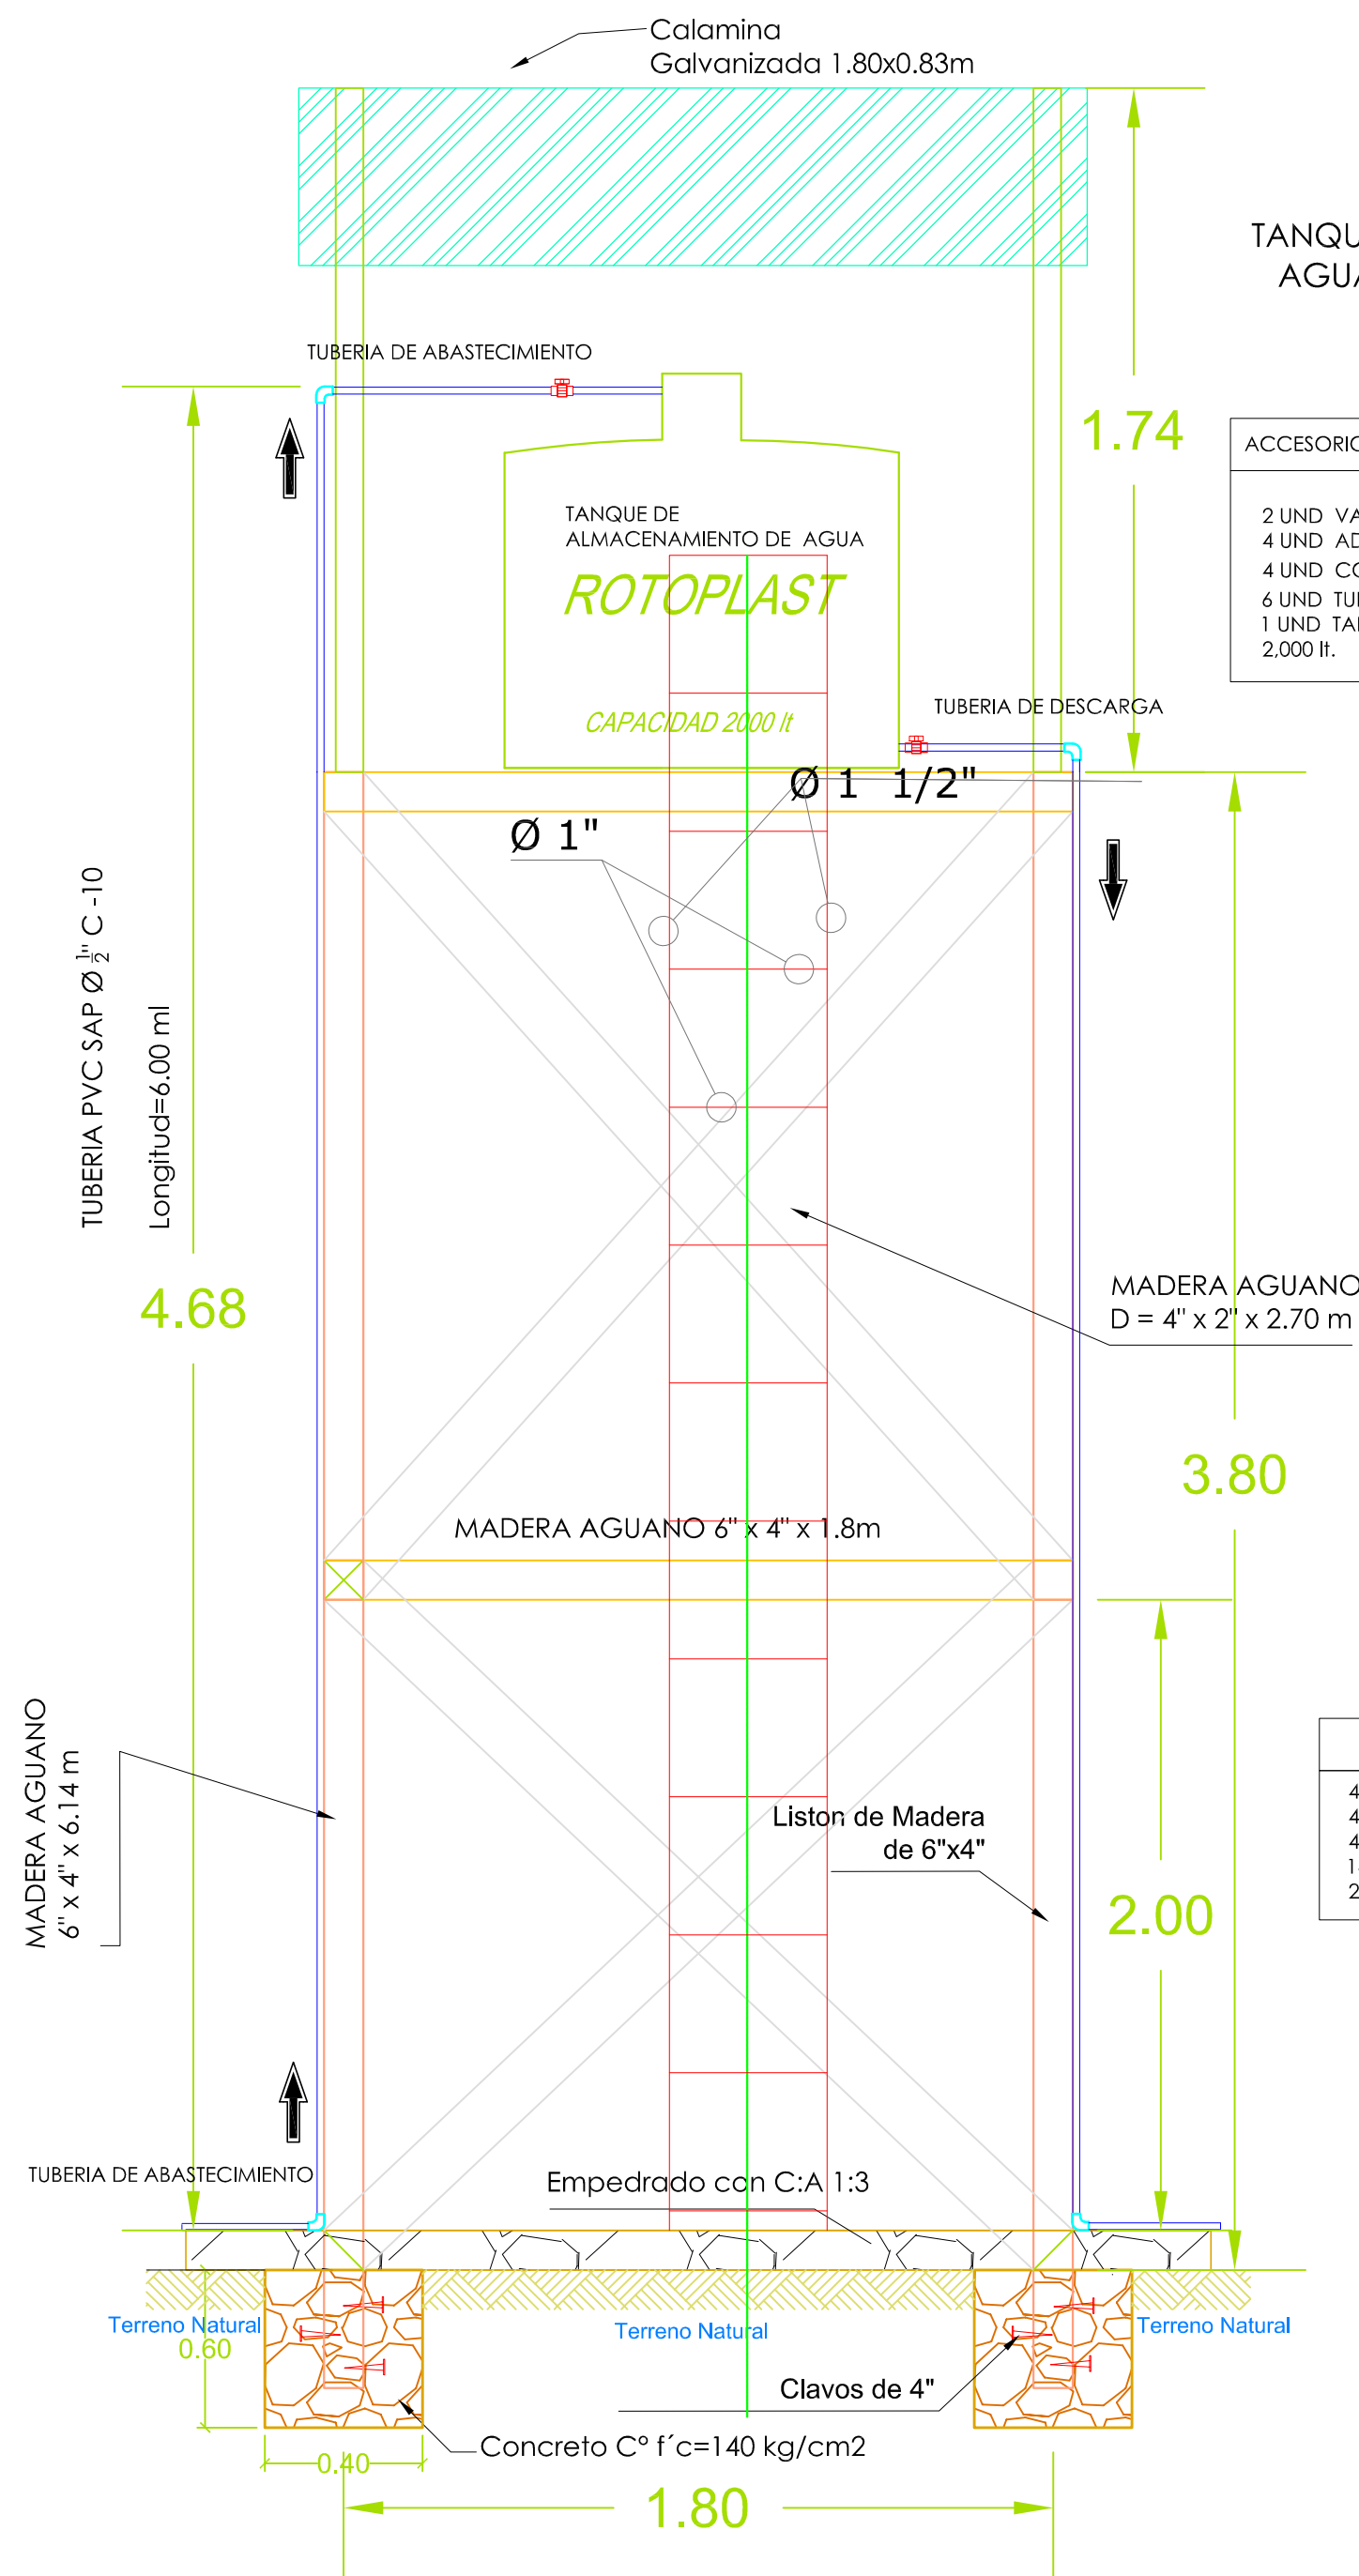 Calamina
Galvanizada 1.80x0.83m
TUBERIA DE ABASTECIMIENTO
1.74
TANQUE DE
ALMACENAMIENTO DE AGUA
ROTOPLAST
CAPACIDAD 2000 lt
2 UND
4 UND
4 UND
6 UND
1 UND
2,000 lt.
TUBERIA DE DESCARGA
Ø 1 1/2"
Ø 1"
TUBERIA PVC SAP Ø 1/2" C -10
Longitud=6.00 ml
4.68
MADERA AGUANO
D = 4" x 2" x 2.70 m
3.80
MADERA AGUANO 6" x 4" x 1.8m
MADERA AGUANO
6" x 4" x 6.14 m
Liston de Madera
de 6"x4"
2.00
TUBERIA DE ABASTECIMIENTO
Empedrado con C:A 1:3
Terreno Natural
Terreno Natural
Terreno Natural
0.60
Clavos de 4"
Concreto Cº f´c=140 kg/cm2
0.40
1.80